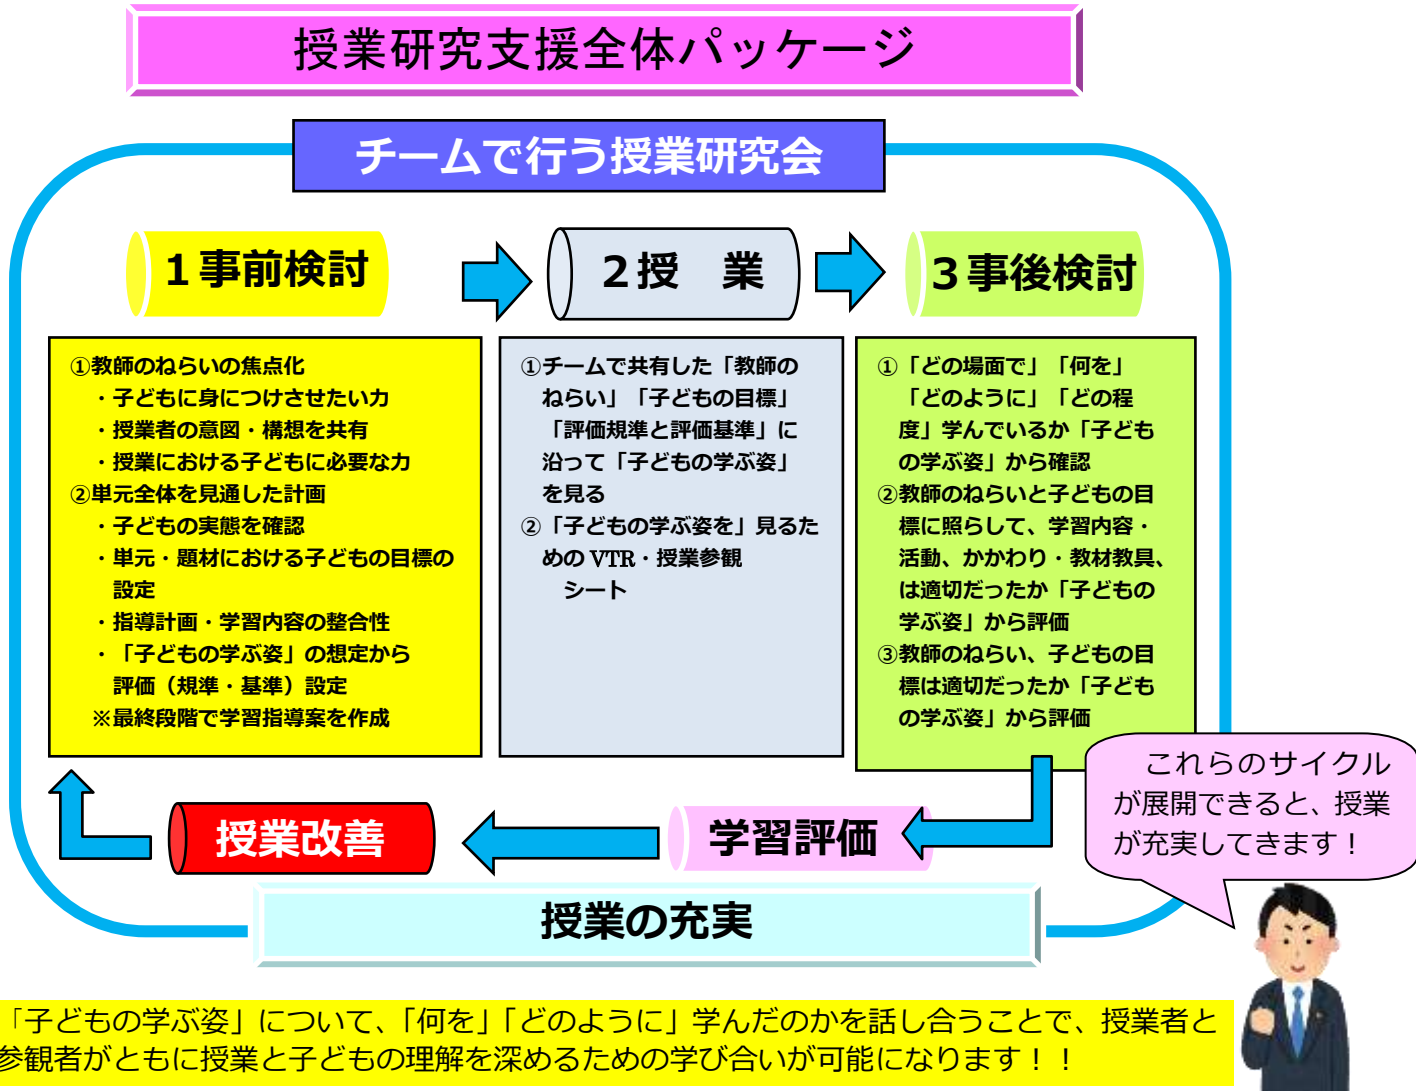 授業研究支援全体パッケージ
チームで行う授業研究会
１事前検討
２授　業
３事後検討
①教師のねらいの焦点化
・子どもに身につけさせたい力
・授業者の意図・構想を共有
・授業における子どもに必要な力
②単元全体を見通した計画
・子どもの実態を確認
・単元・題材における子どもの目標の
設定
・指導計画・学習内容の整合性
・「子どもの学ぶ姿」の想定から
評価（規準・基準）設定
※最終段階で学習指導案を作成
①チームで共有した「教師の
ねらい」「子どもの目標」
「評価規準と評価基準」に
沿って「子どもの学ぶ姿」
を見る
②「子どもの学ぶ姿を」見るた
めの VTR・授業参観
シート
①「どの場面で」「何を」
「どのように」「どの程
度」学んでいるか「子ども
の学ぶ姿」から確認
②教師のねらいと子どもの目
標に照らして、学習内容・
活動、かかわり・教材教具、
は適切だったか「子どもの
学ぶ姿」から評価
③教師のねらい、子どもの目
標は適切だったか「子ども
の学ぶ姿」から評価
これらのサイクル
が展開できると、授業
が充実してきます！
授業改善
学習評価
授業の充実
「子どもの学ぶ姿」について、「何を」「どのように」学んだのかを話し合うことで、授業者と
参観者がともに授業と子どもの理解を深めるための学び合いが可能になります！！